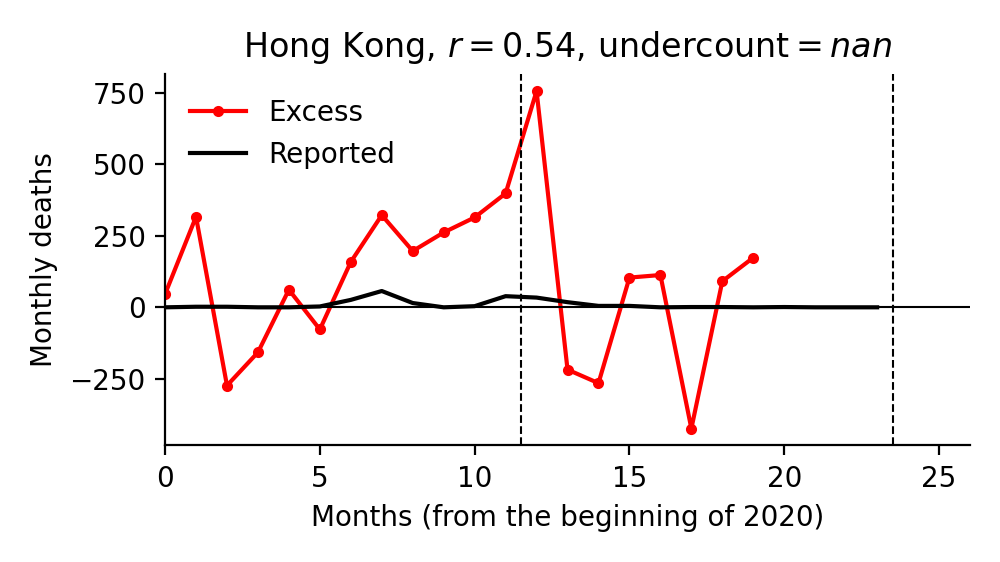 Hong Kong, r = 0.54, undercount = nan
750
500
250
0
−250
Monthly deaths
Excess
Reported
0 5 10 15 20 25
Months (from the beginning of 2020)